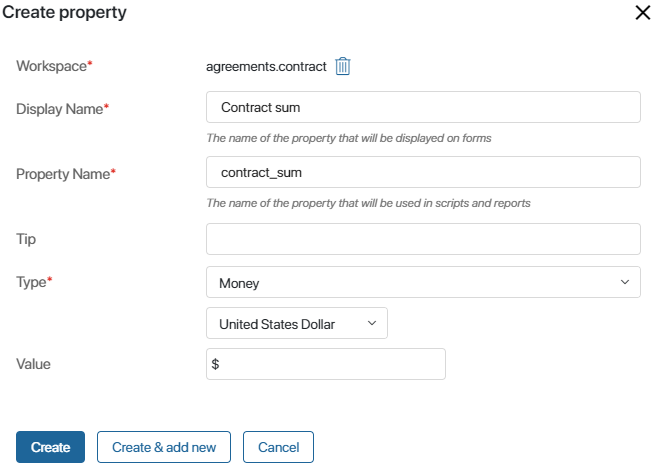 Create property
Workspace*
agreements.contract
Display Name*
Contract sum
The name of the property that will be displayed on forms
Property Name*
contract_sum
The name of the property that will be used in scripts and reports
Tip
Type*
Money
United States Dollar
Value
$
Create
Create & add new
Cancel